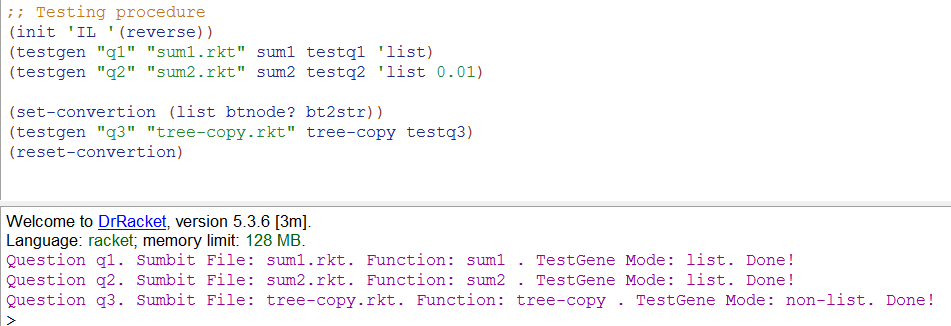 ;; Testing procedure
(init 'IL '(reverse))
(testgen "q1" "sum1.rkt" sum1 testq1 'list)
(testgen "q2" "sum2.rkt" sum2 testq2 'list 0.01)
(set-convertion (list btnode? bt2str))
(testgen "q3" "tree-copy.rkt" tree-copy testq3)
(reset-convertion)
Welcome to DrRacket, version 5.3.6 [3m].
Language: racket; memory limit: 128 MB.
Question q1. Sumbit File: sum1.rkt. Function: sum1 . TestGene Mode: list. Done!
Question q2. Sumbit File: sum2.rkt. Function: sum2 . TestGene Mode: list. Done!
Question q3. Sumbit File: tree-copy.rkt. Function: tree-copy . TestGene Mode: non-list. Done!
>